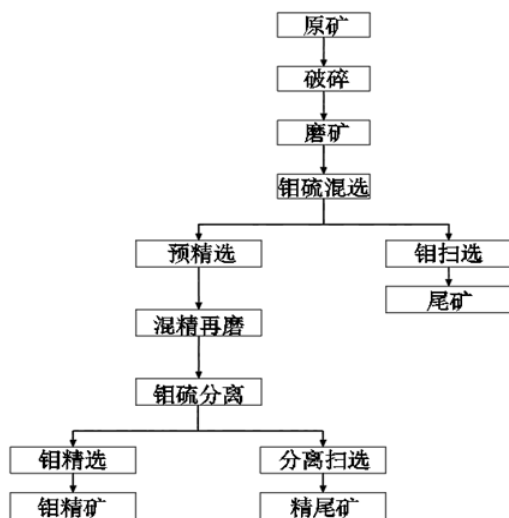 原矿
破碎
磨矿
钼硫混选
预精选
钼扫选
尾矿
混精再磨
钼硫分离
钼精选
分离扫选
钼精矿
精尾矿